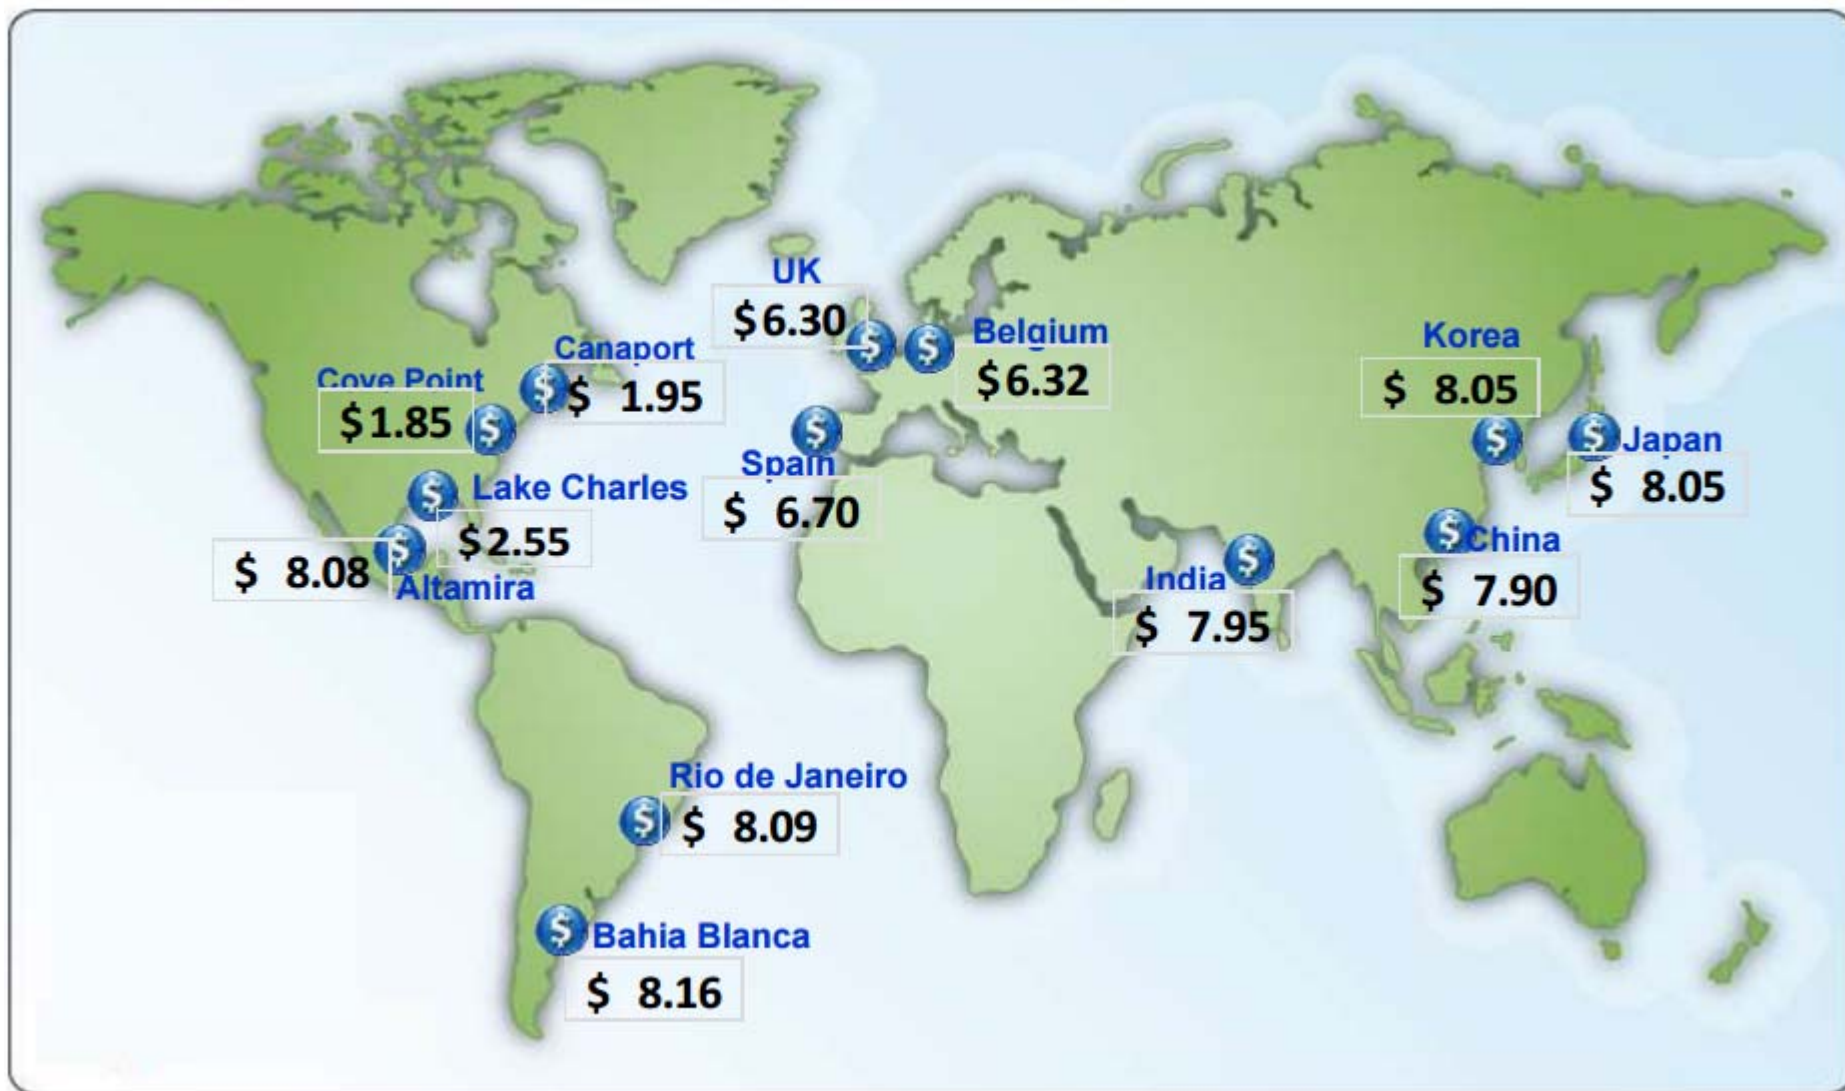 UK
$6.30
Belgium
$6.32
Korea
$ 8.05
Canaport
$ 1.95
Cove Point
$1.85
Japan
$ 8.05
Spain
$ 6.70
Lake Charles
$2.55
China
$ 7.90
$ 8.08
Altamira
India
$ 7.95
Rio de Janeiro
$ 8.09
Bahia Blanca
$ 8.16